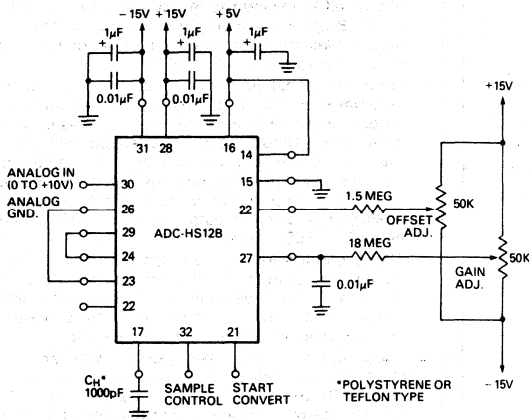 – 15V +15V +5V
1µF 1µF 1µF
+ + +
0.01µF 0.01µF
+15V
31 28 16
14
ANALOG IN
(0 TO +10V)
30
15
ANALOG
GND.
26
22
1.5 MEG
50K
OFFSET
ADJ.
29
ADC-HS12B
24
27
18 MEG
50K
GAIN
ADJ.
23
0.01µF
22
17 32 21
CH*
1000pF
SAMPLE
CONTROL
START
CONVERT
*POLYSTYRENE OR
TEFLON TYPE
– 15V